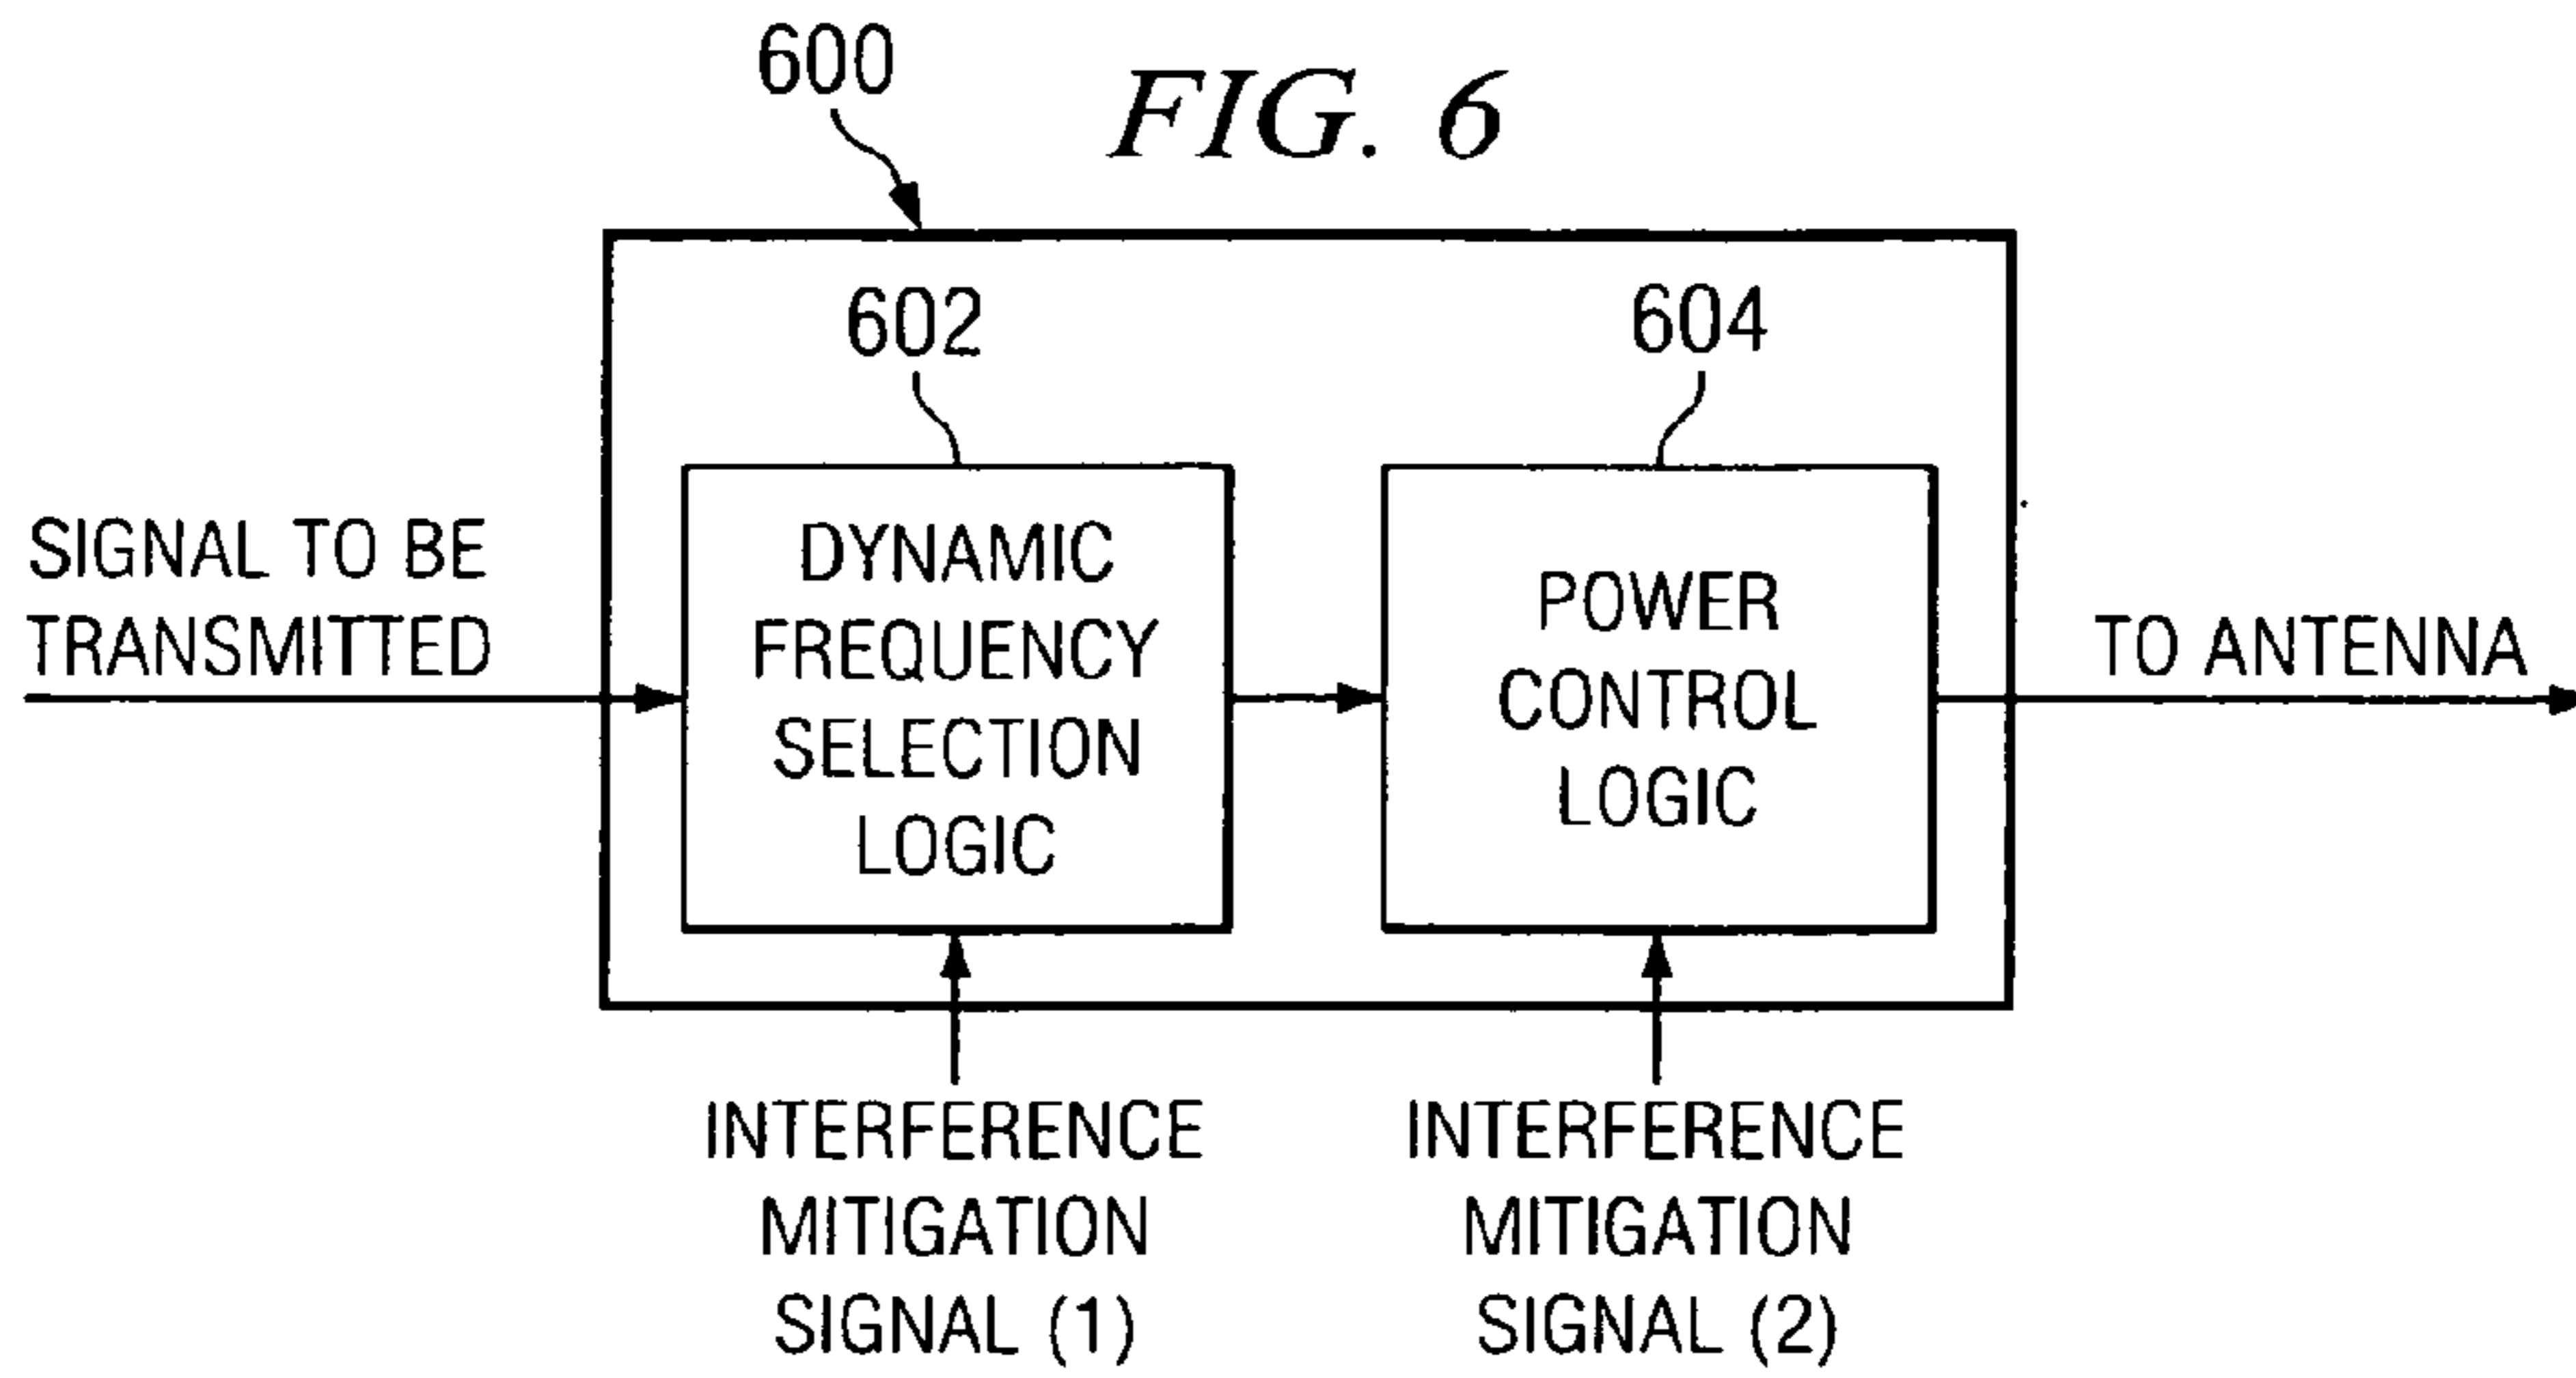 600
FIG. 6
602
604
SIGNAL TO BE
TRANSMITTED
DYNAMIC
FREQUENCY
SELECTION
LOGIC
POWER
CONTROL
LOGIC
TO ANTENNA
INTERFERENCE
MITIGATION
SIGNAL (1)
INTERFERENCE
MITIGATION
SIGNAL (2)